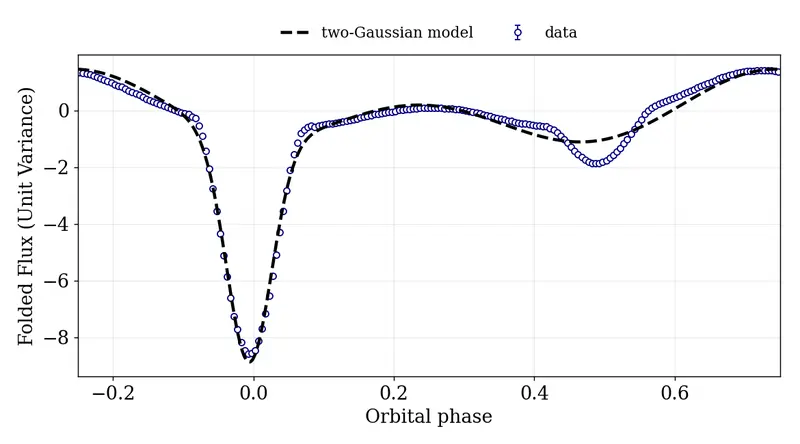 two-Gaussian model
data
Folded Flux (Unit Variance)
0
−2
−4
−6
−8
−0.2
0.0
0.2
0.4
0.6
Orbital phase